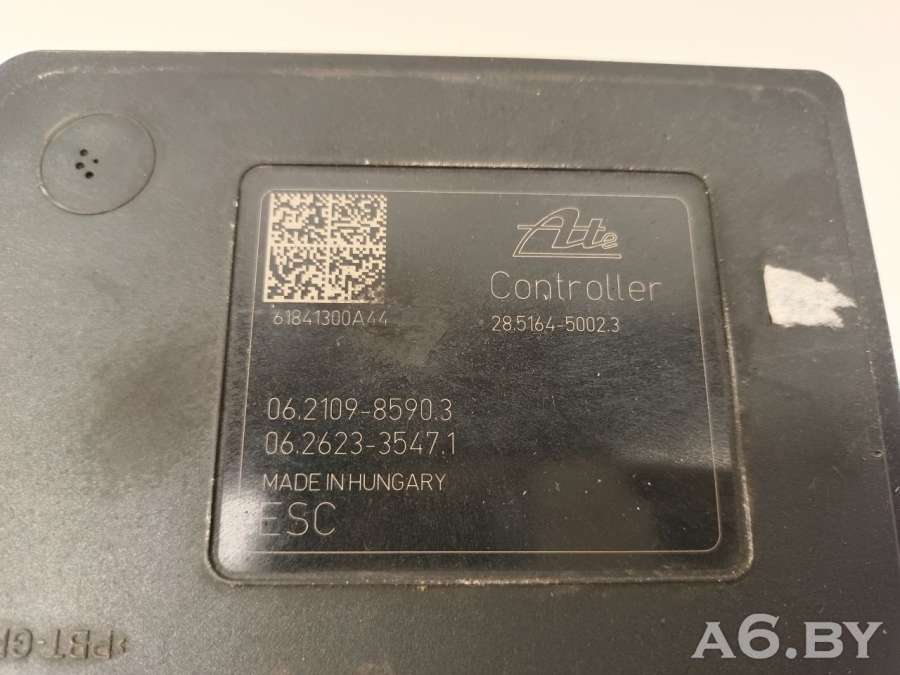 Ate
Controller
61841300A44
28.5164-5002.3
06.2109-8590.3
06.2623-3547.1
MADE IN HUNGARY
ESC
A6.BY